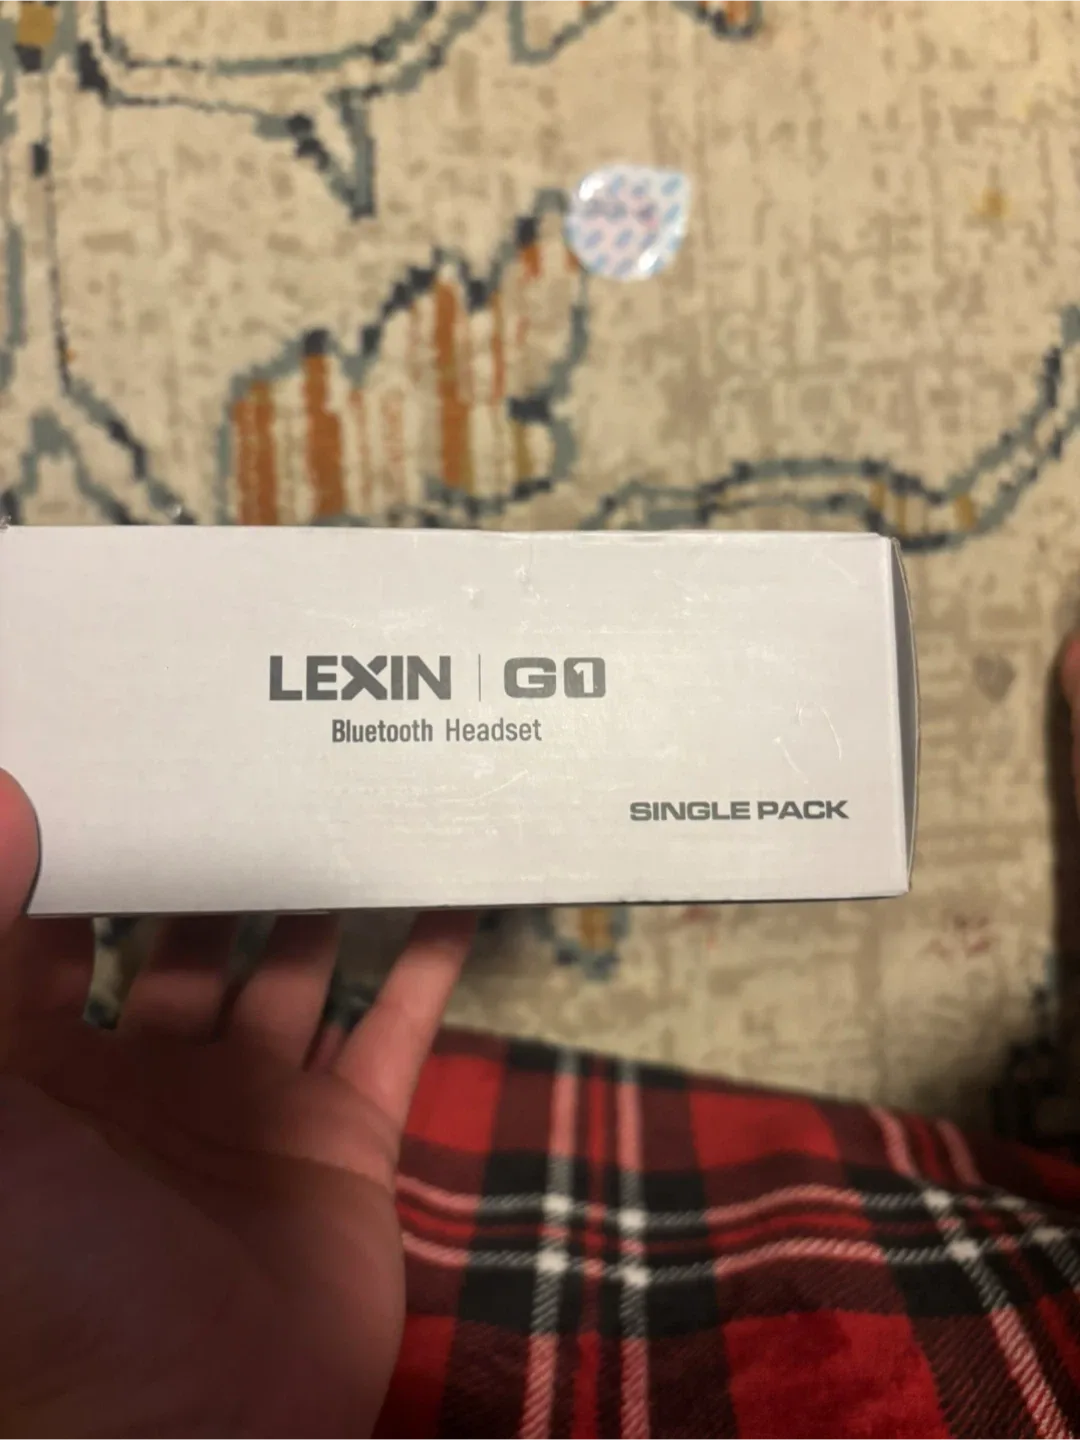 LEXIN | G1
Bluetooth Headset
SINGLE PACK